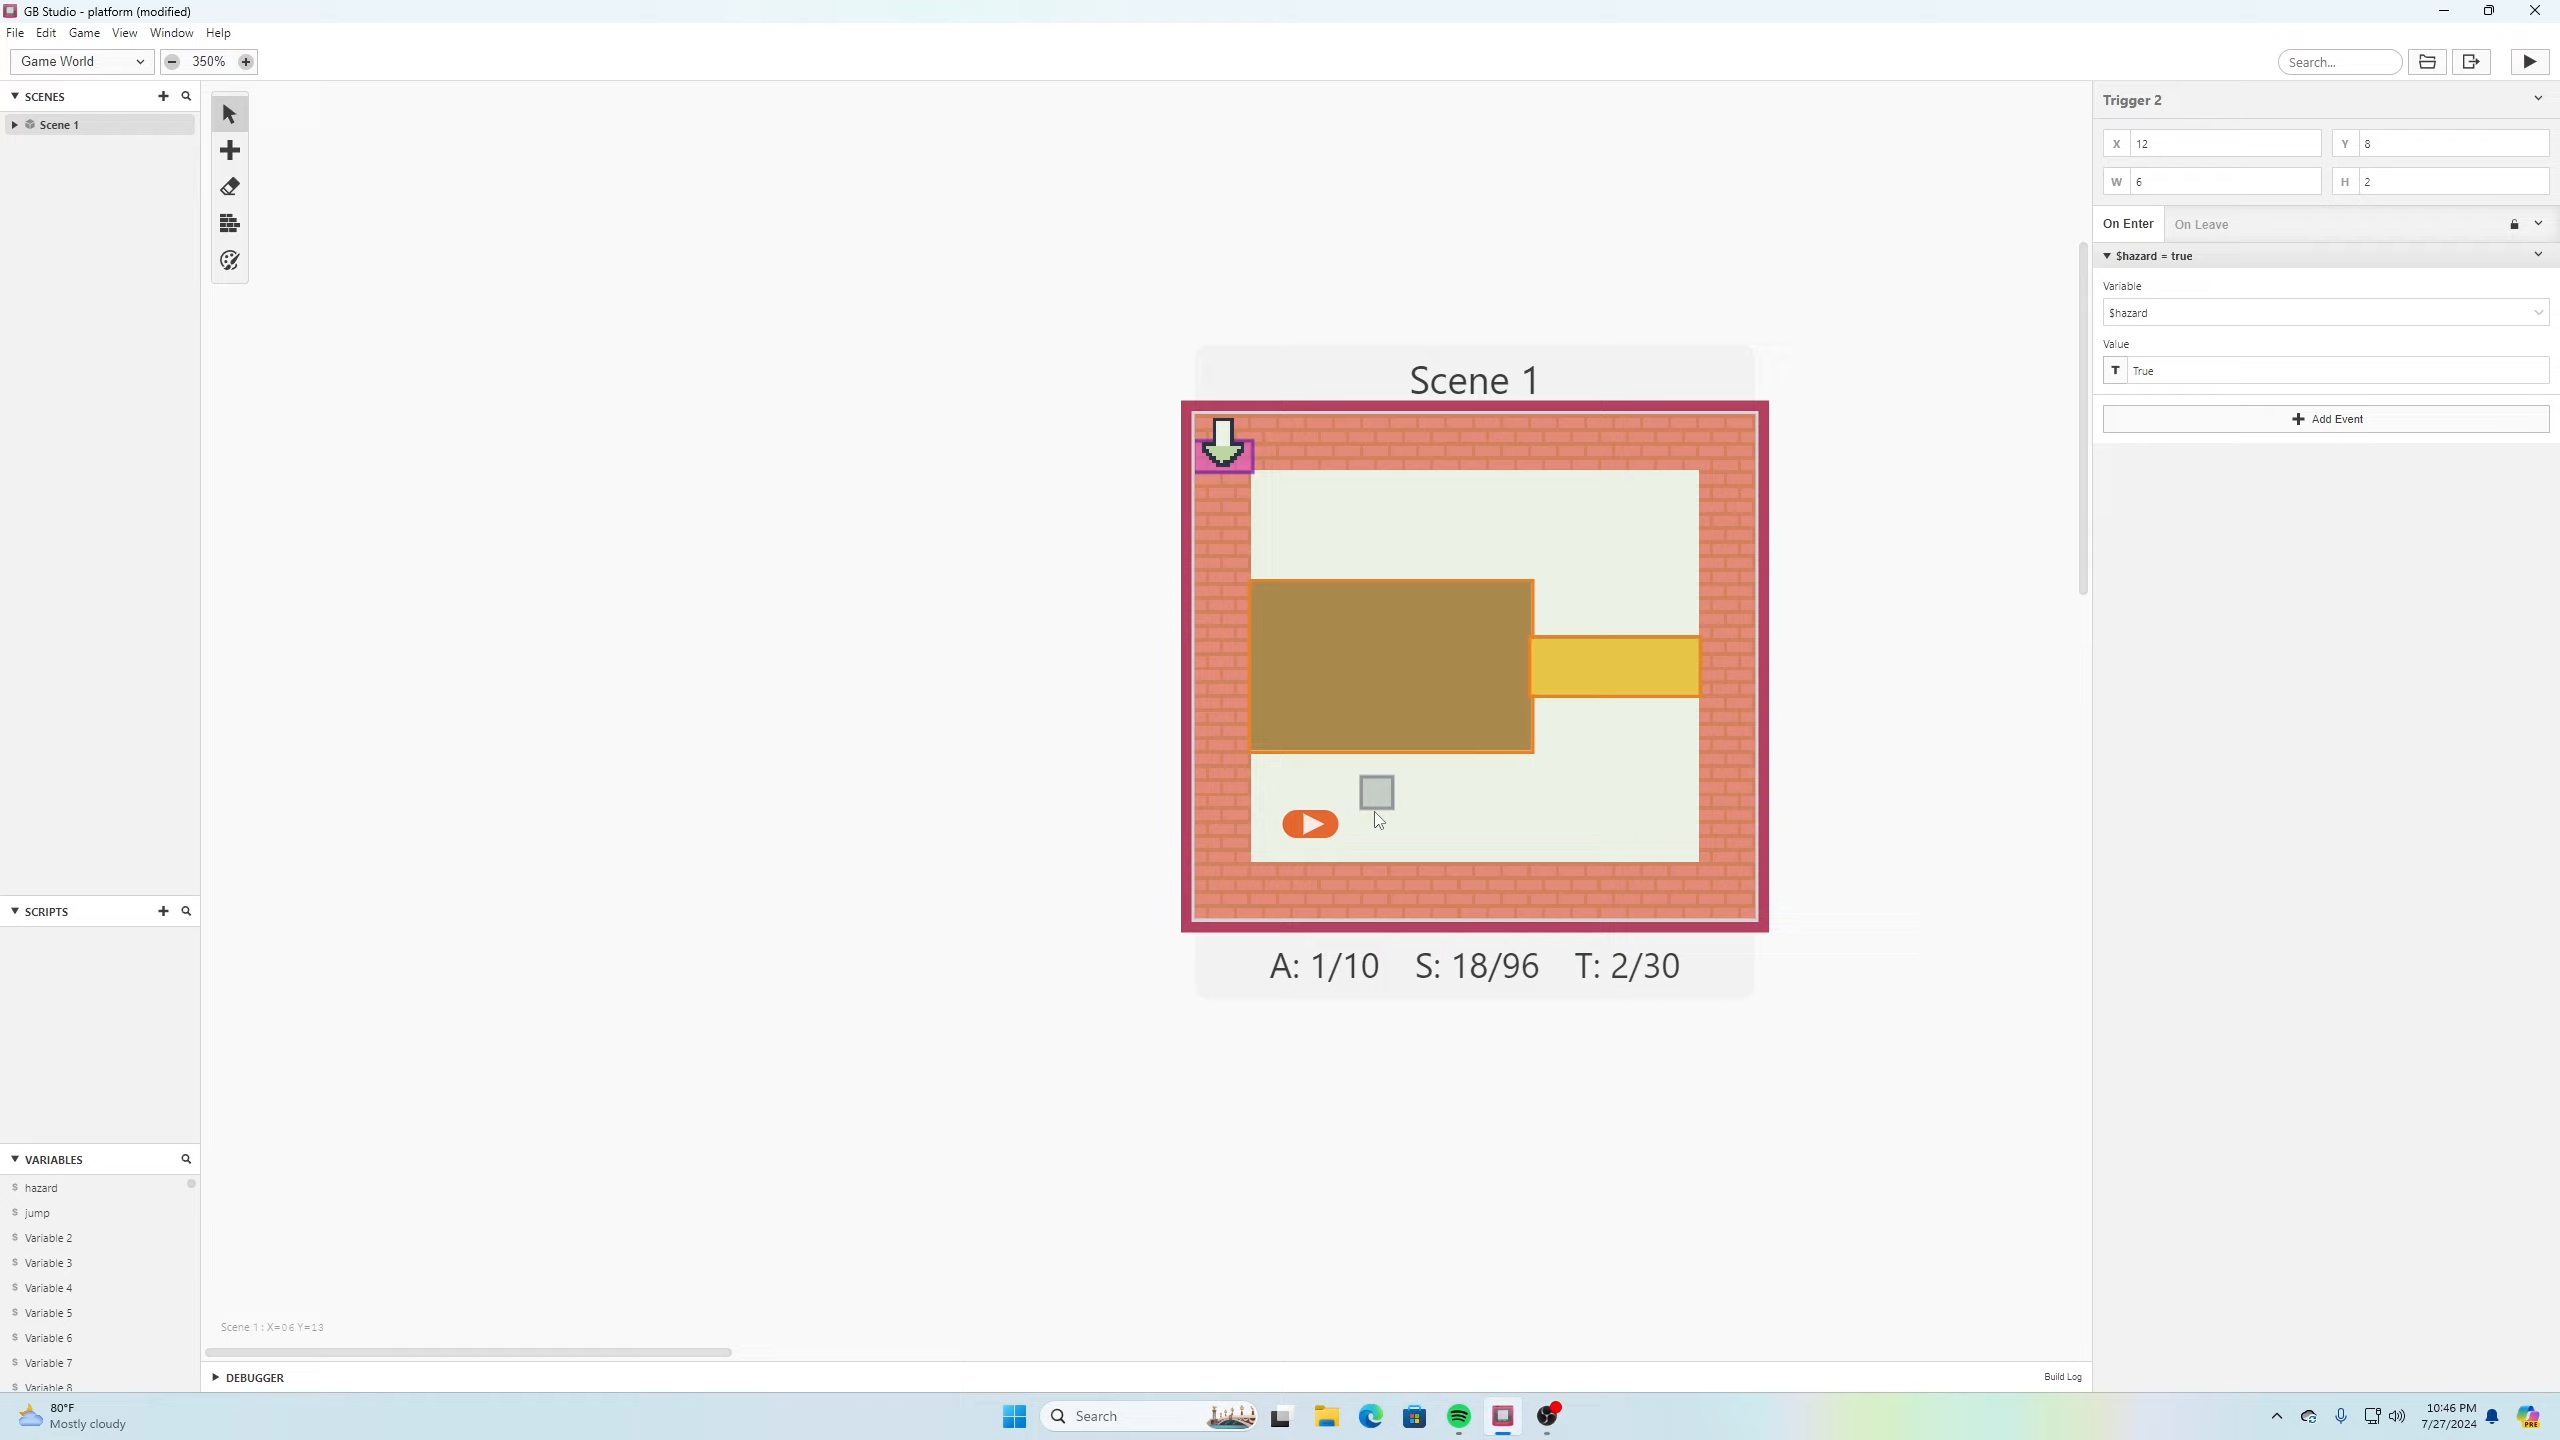 GB Studio - platform (modified)
File Edit Game View Window Help
Game World 350% Search...
SCENES
Scene 1
SCRIPTS
VARIABLES
$ hazard
$ jump
$ Variable 2
$ Variable 3
$ Variable 4
$ Variable 5
$ Variable 6
$ Variable 7
$ Variable 8
Scene 1
A: 1/10 S: 18/96 T: 2/30
Scene 1 : X=06 Y=13
DEBUGGER
Build Log
Trigger 2
X 12 Y 8
W 6 H 2
On Enter On Leave
$hazard = true
Variable
$hazard
Value
T True
Add Event
80°F
Mostly cloudy
Search
10:46 PM
7/27/2024
PRE